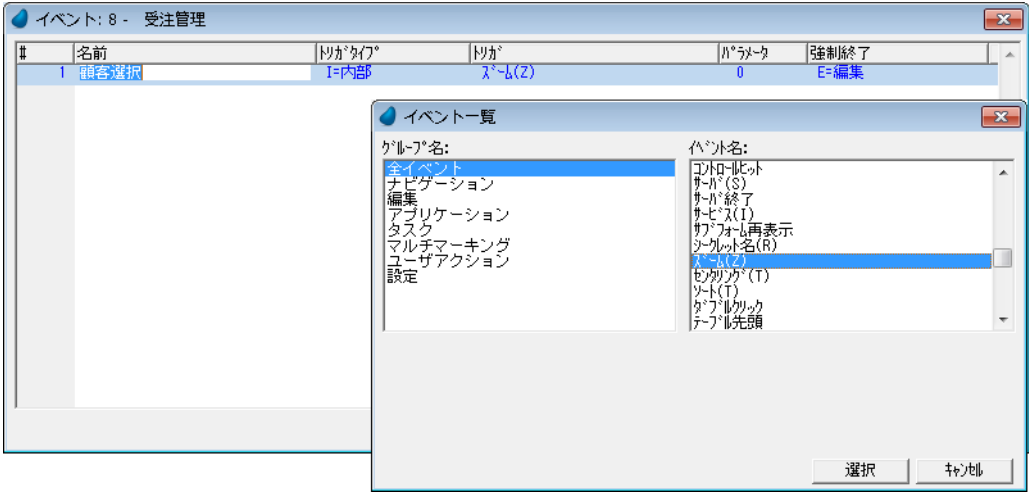 イベント: 8 - 受注管理
# 名前 ﾄﾘｶﾞﾀｲﾌﾟ ﾄﾘｶﾞ ﾊﾟﾗﾒｰﾀ 強制終了
1 顧客選択 I=内部 ｽﾞｰﾑ(Z) 0 E=編集
イベント一覧
ｸﾞﾙｰﾌﾟ名:
全イベント
ナビゲーション
編集
アプリケーション
タスク
マルチマーキング
ユーザアクション
設定
ｲﾍﾞﾝﾄ名:
ｺﾝﾄﾛｰﾙﾋｯﾄ
ｻｰﾊﾞ(S)
ｻｰﾊﾞ終了
ｻｰﾋﾞｽ(I)
ｻﾌﾞﾌｫｰﾑ再表示
ｼｰｸﾚｯﾄ名(R)
ｽﾞｰﾑ(Z)
ｾﾝﾀﾘﾝｸﾞ(T)
ｿｰﾄ(T)
ﾀﾞﾌﾞﾙｸﾘｯｸ
ﾃｰﾌﾞﾙ先頭
選択
ｷｬﾝｾﾙ